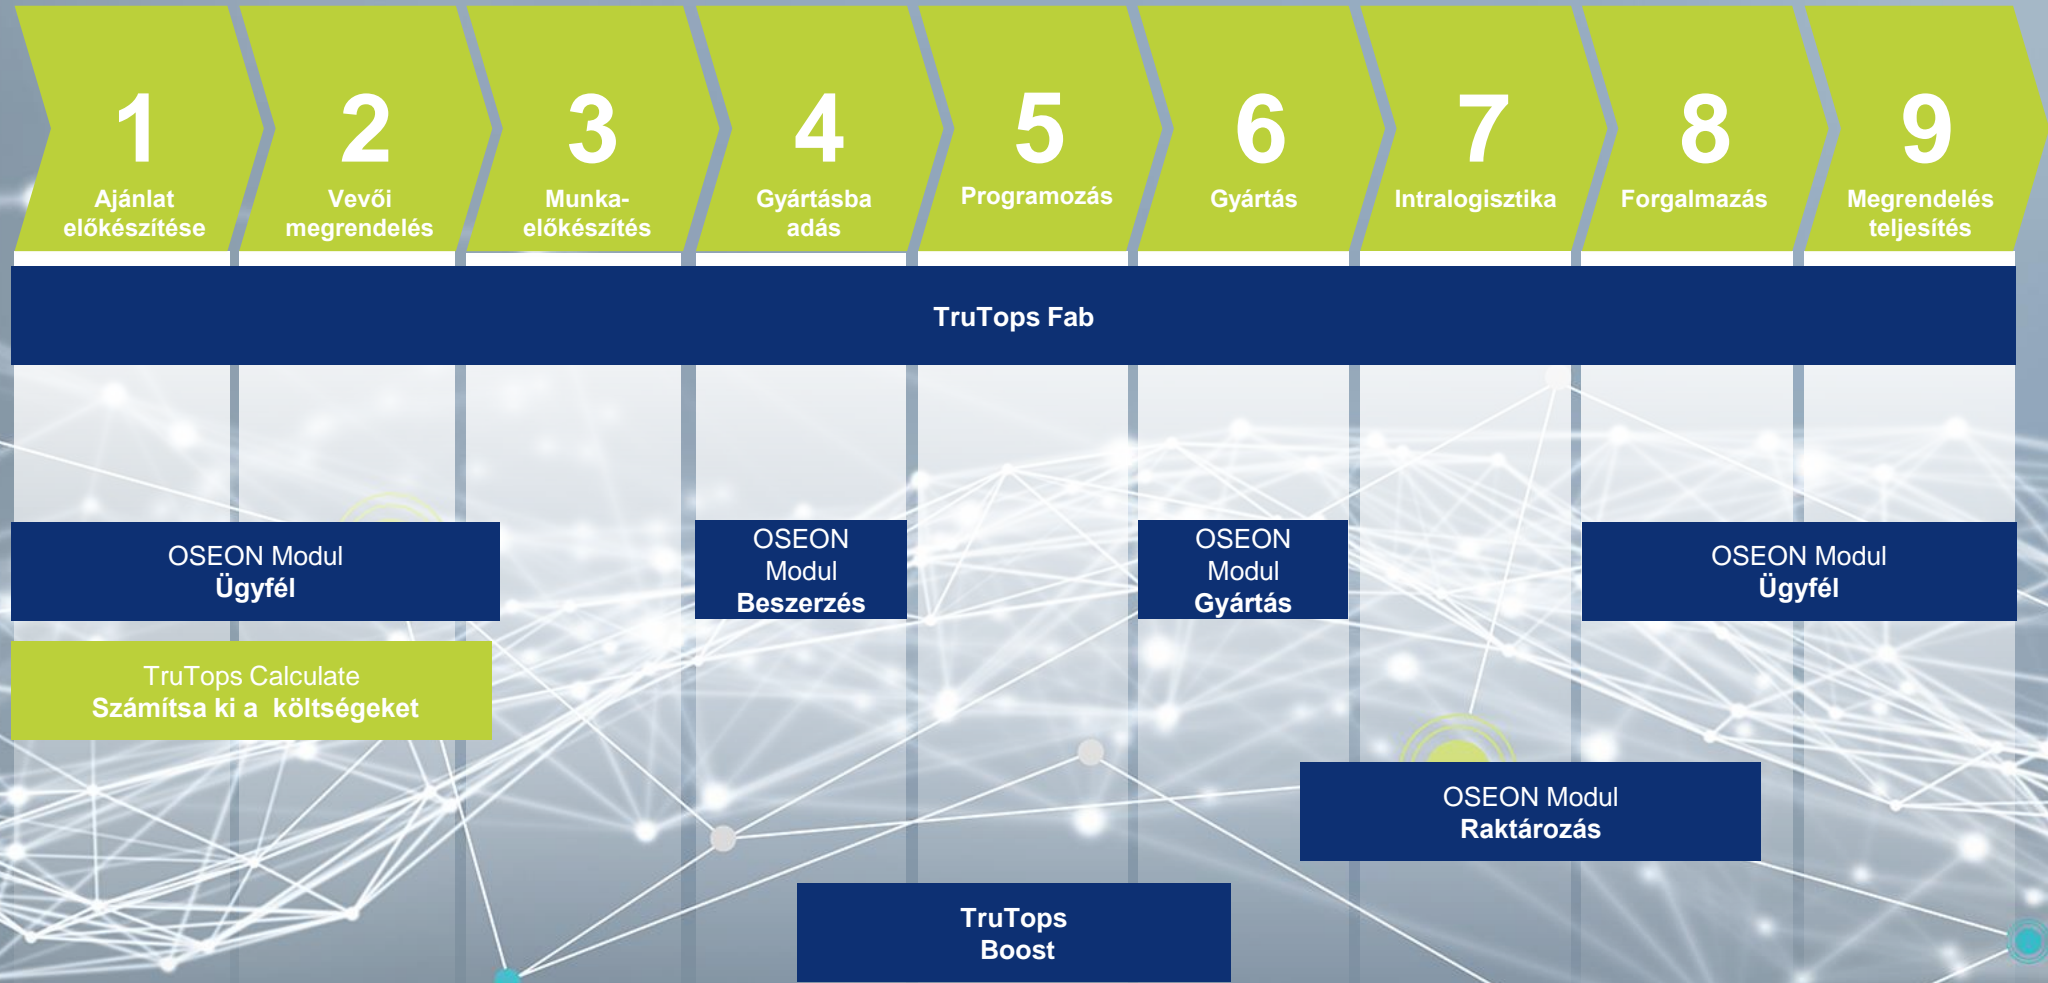 1
Ajánlat
előkészítése
2
Vevői
megrendelés
3
Munka-
előkészítés
4
Gyártásba
adás
5
Programozás
6
Gyártás
7
Intralogisztika
8
Forgalmazás
9
Megrendelés
teljesítés
TruTops Fab
OSEON Modul
Ügyfél
OSEON
Modul
Beszerzés
OSEON
Modul
Gyártás
OSEON Modul
Ügyfél
TruTops Calculate
Számítsa ki a  költségeket
OSEON Modul
Raktározás
TruTops
Boost